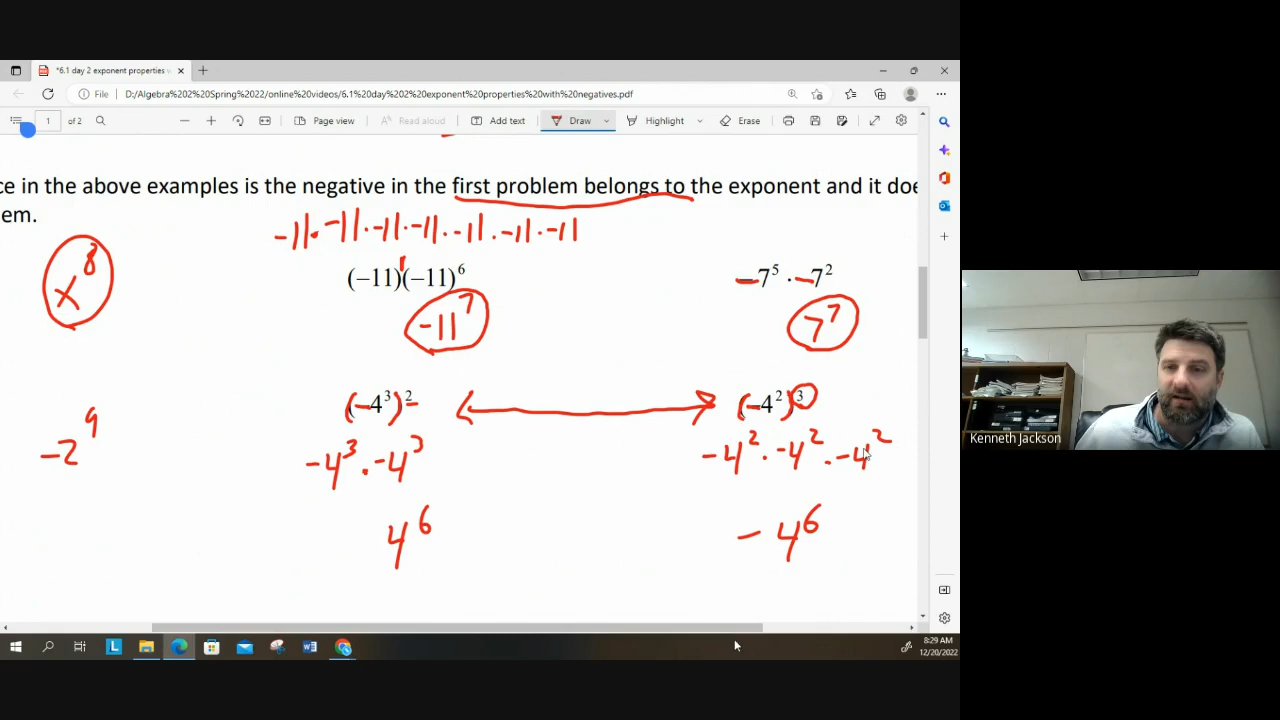 *6.1 day 2 exponent properties v
File D:/Algebra%202%20Spring%2022/online%20videos/6.1%20day%202%20exponent%20properties%20with%20negatives.pdf
1 of 2 Page view Read aloud Add text Draw Highlight Erase
ce in the above examples is the negative in the first problem belongs to the exponent and it doe
em.
-11 · -11 · -11 · -11 · -11 · -11 · -11
x⁸
(−11)¹(−11)⁶ −7⁵ · −7²
-11⁷ 7⁷
(−4³)² (−4²)³
-2⁹ -4³ · -4³ -4² · -4² · -4²
4⁶ -4⁶
Kenneth Jackson
8:29 AM
12/20/2022